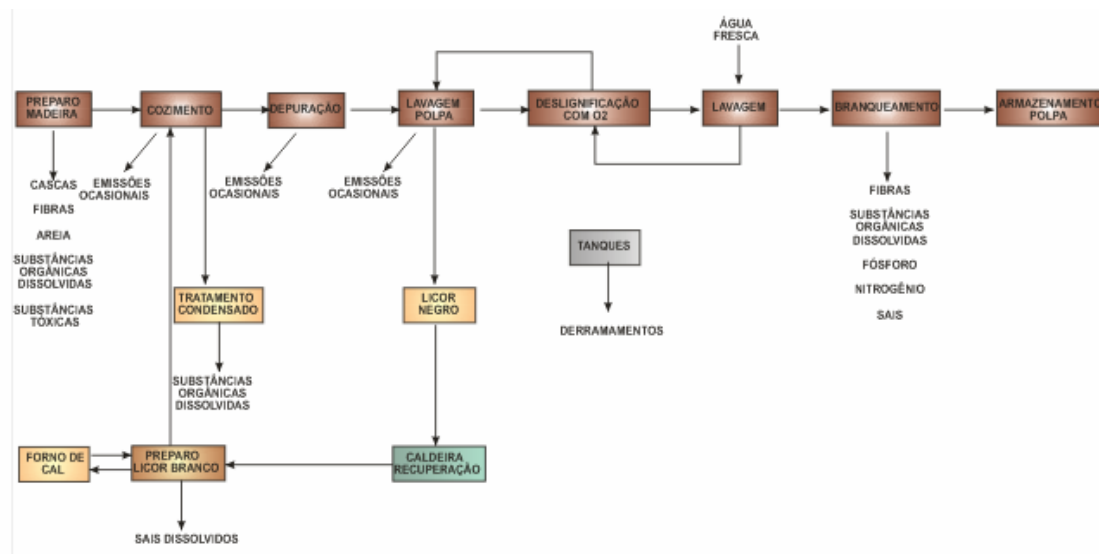 ÁGUA
FRESCA
PREPARO
MADEIRA
COZIMENTO
DEPURAÇÃO
LAVAGEM
POLPA
DESLIGNIFICAÇÃO
COM O2
LAVAGEM
BRANQUEAMENTO
ARMAZENAMENTO
POLPA
CASCAS
FIBRAS
AREIA
SUBSTÂNCIAS
ORGÂNICAS
DISSOLVIDAS
SUBSTÂNCIAS
TÓXICAS
EMISSÕES
OCASIONAIS
EMISSÕES
OCASIONAIS
EMISSÕES
OCASIONAIS
FIBRAS
SUBSTÂNCIAS
ORGÂNICAS
DISSOLVIDAS
FÓSFORO
NITROGÊNIO
SAIS
TANQUES
DERRAMAMENTOS
TRATAMENTO
CONDENSADO
LICOR
NEGRO
SUBSTÂNCIAS
ORGÂNICAS
DISSOLVIDAS
FORNO DE
CAL
PREPARO
LICOR BRANCO
CALDEIRA
RECUPERAÇÃO
SAIS DISSOLVIDOS